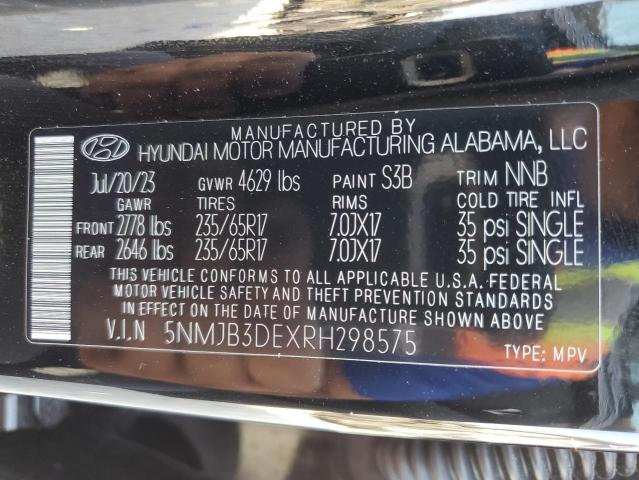 MANUFACTURED BY
HYUNDAI MOTOR MANUFACTURING ALABAMA, LLC
Jul/20/23 GVWR 4629 lbs PAINT S3B TRIM NNB
GAWR TIRES RIMS COLD TIRE INFL
FRONT 2778 lbs 235/65R17 7.0JX17 35 psi SINGLE
REAR 2646 lbs 235/65R17 7.0JX17 35 psi SINGLE
THIS VEHICLE CONFORMS TO ALL APPLICABLE U.S.A. FEDERAL
MOTOR VEHICLE SAFETY AND THEFT PREVENTION STANDARDS
IN EFFECT ON THE DATE OF MANUFACTURE SHOWN ABOVE
V.I.N 5NMJB3DEXRH298575
TYPE: MPV